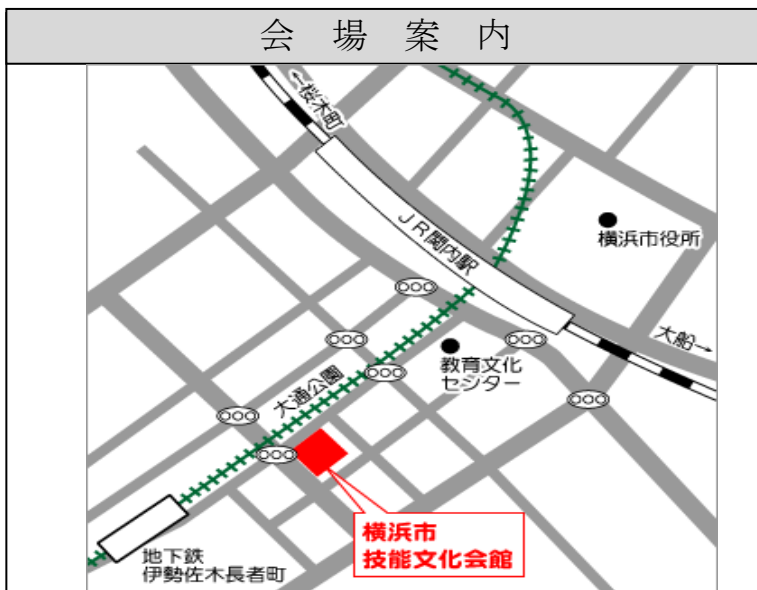 会 場 案 内
←桜木町
JR関内駅
横浜市役所
大船→
教育文化
センター
大通公園
横浜市
技能文化会館
地下鉄
伊勢佐木長者町